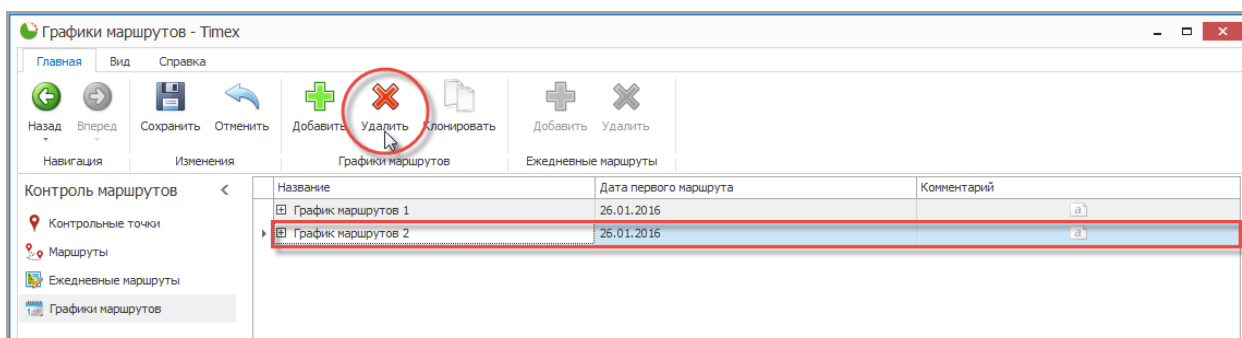 Графики маршрутов - Timex
Главная Вид Справка
Назад Вперед Сохранить Отменить Добавить Удалить Клонировать Добавить Удалить
Навигация Изменения Графики маршрутов Ежедневные маршруты
Контроль маршрутов
Контрольные точки
Маршруты
Ежедневные маршруты
Графики маршрутов
Название Дата первого маршрута Комментарий
График маршрутов 1 26.01.2016 a
График маршрутов 2 26.01.2016 a